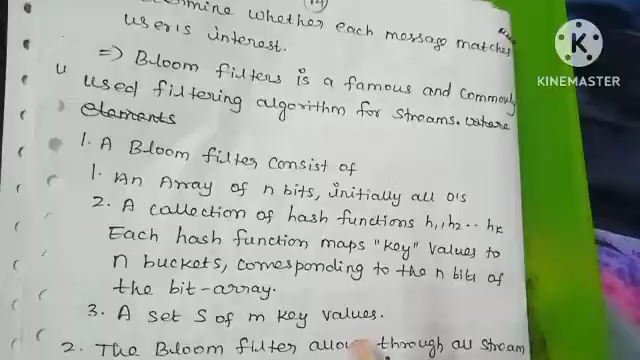 14
whether each message matches
user's interest.
⇒ Bloom filters is a famous and commonly
used filtering algorithm for streams. where
elements
1. A Bloom filter consist of
1. An Array of n bits, initially all 0's
2. A collection of hash functions h1, h2 .. hk
Each hash function maps "key" values to
n buckets, corresponding to the n bits of
the bit-array.
3. A set S of m key values.
2. The Bloom filter allows through all stream
K
KINEMASTER